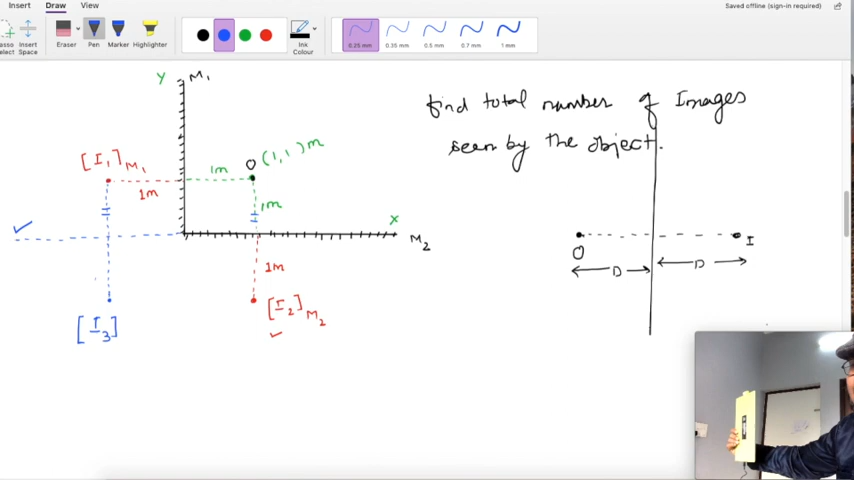 Insert Draw View
Saved offline (sign-in required)
Insert Space
Eraser
Pen
Marker
Highlighter
Ink Colour
0.25 mm
0.35 mm
0.5 mm
0.7 mm
1 mm
Y M₁
find total number of Images
seen by the object.
[I₁]M₁
O (1,1)m
1m
1m
1m
X
M₂
1m
[I₂]M₂
[I₃]
O
I
D
D